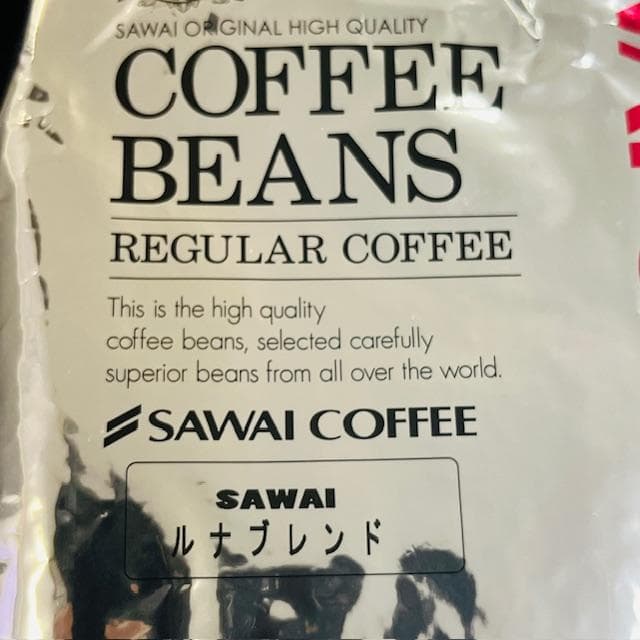 SAWAI ORIGINAL HIGH QUALITY
COFFEE
BEANS
REGULAR COFFEE
This is the high quality
coffee beans, selected carefully
superior beans from all over the world.
SAWAI COFFEE
SAWAI
ルナブレンド